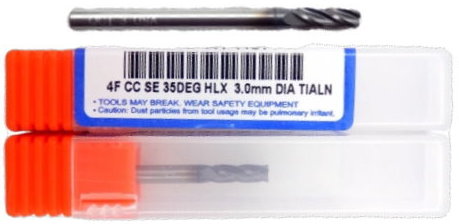 4F CC SE 35DEG HLX 3.0mm DIA TIALN
• TOOLS MAY BREAK. WEAR SAFETY EQUIPMENT
• Caution: Dust particles from tool usage may be pulmonary irritant.